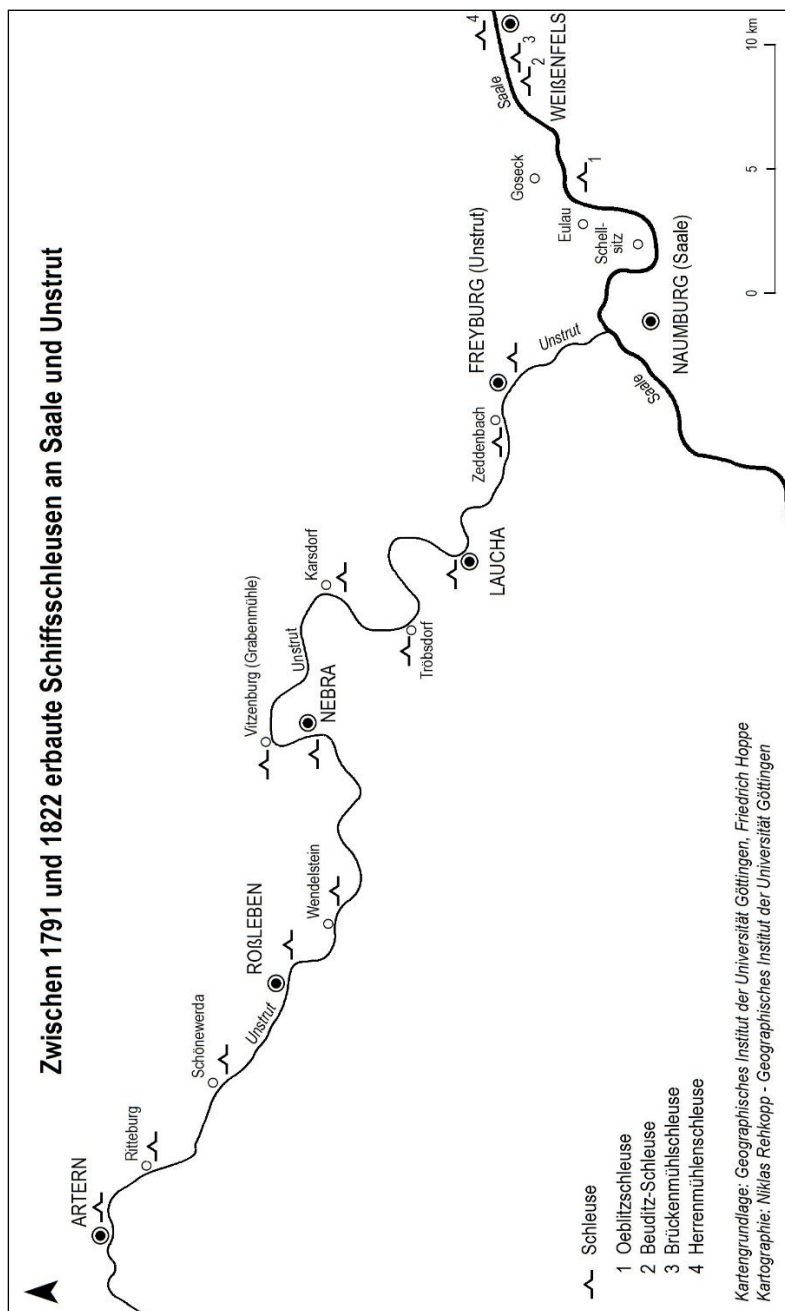 Zwischen 1791 und 1822 erbaute Schiffsschleusen an Saale und Unstrut
ARTERN
Ritteburg
Schönewerda
Unstrut
ROßLEBEN
Wendelstein
Vitzenburg (Grabenmühle)
NEBRA
Unstrut
Karsdorf
Tröbsdorf
LAUCHA
Zeddenbach
FREYBURG (Unstrut)
Unstrut
Saale
NAUMBURG (Saale)
Schell-
sitz
Eulau
Goseck
1
Saale
WEIßENFELS
2
3
4
Schleuse
1 Oeblitzschleuse
2 Beuditz-Schleuse
3 Brückenmühlschleuse
4 Herrenmühlenschleuse
0 5 10 km
Kartengrundlage: Geographisches Institut der Universität Göttingen, Friedrich Hoppe
Kartographie: Niklas Rehkopp - Geographisches Institut der Universität Göttingen